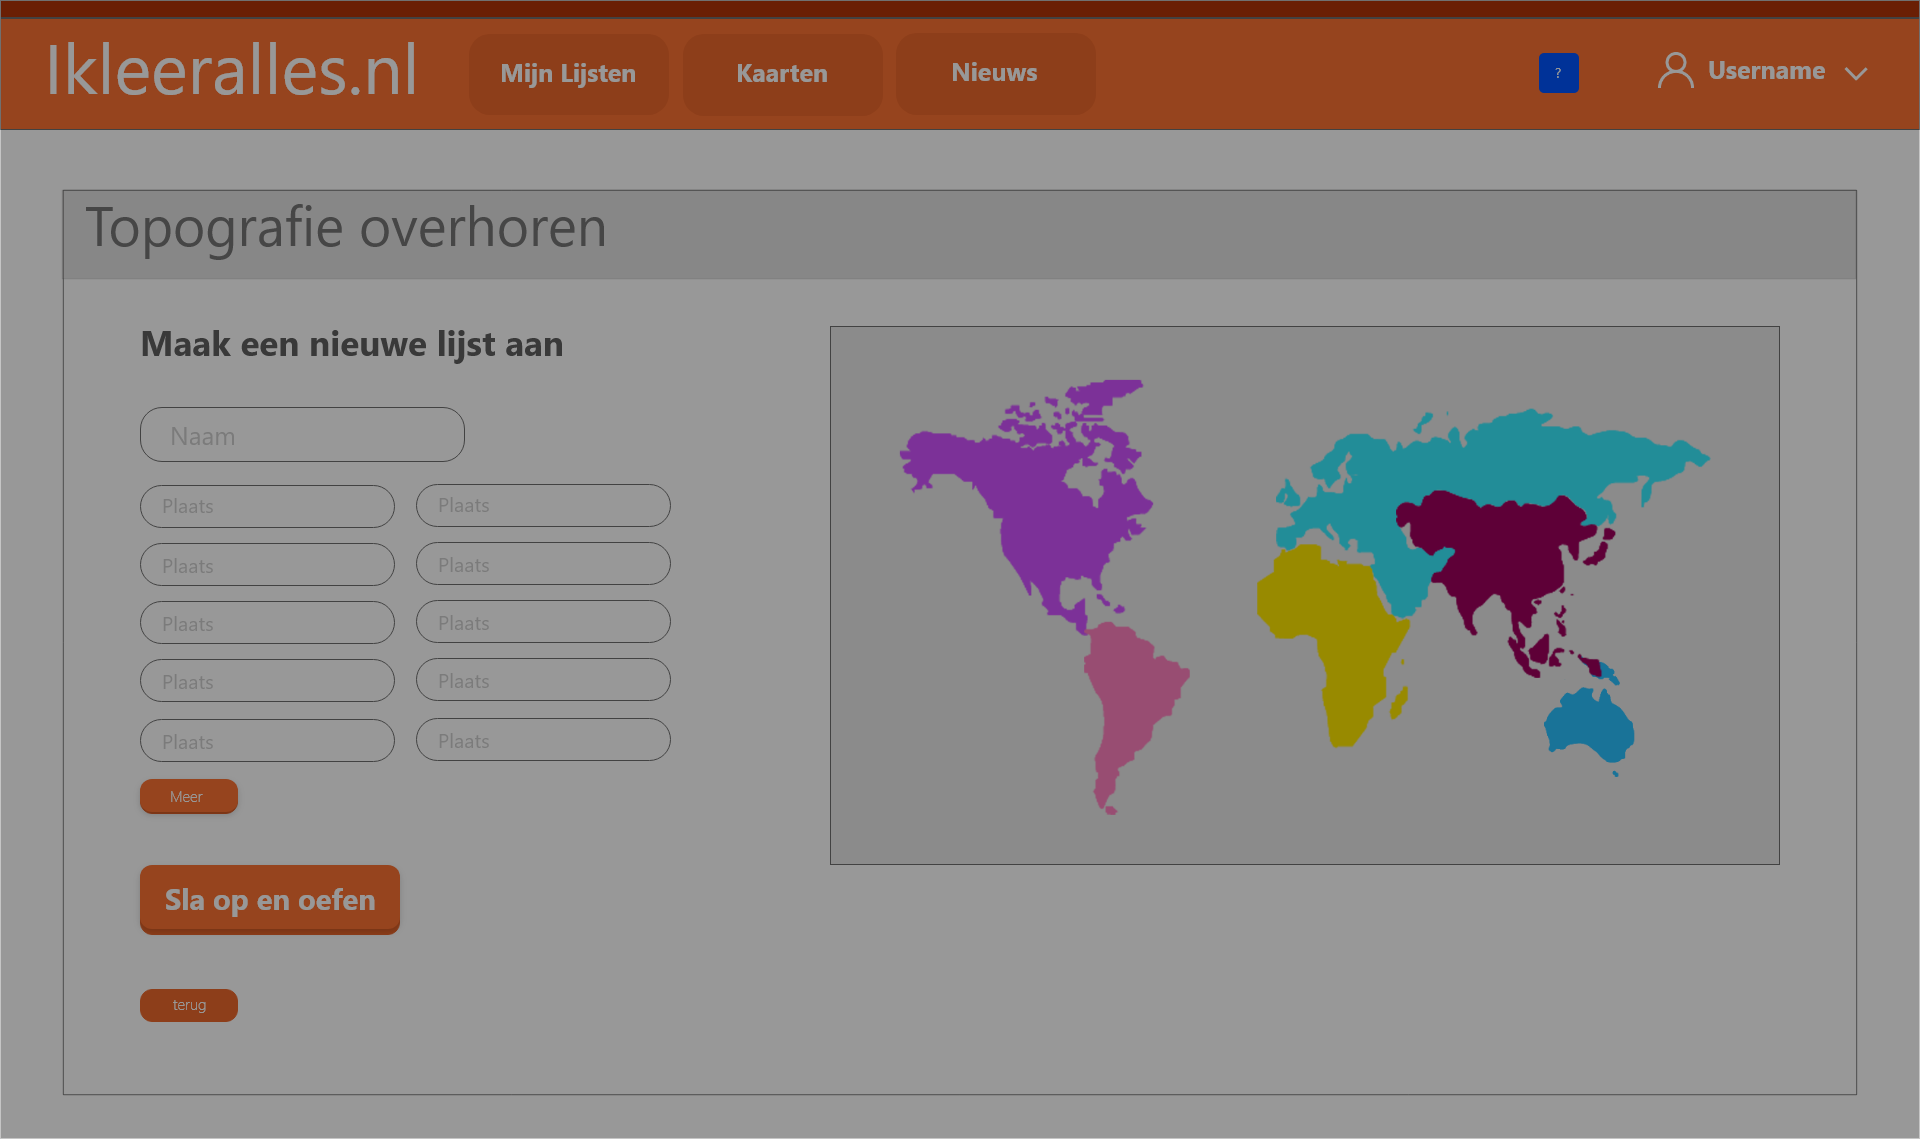 Ikleeralles.nl
Mijn Lijsten
Kaarten
Nieuws
?
Username
Topografie overhoren
Maak een nieuwe lijst aan
Naam
Plaats Plaats
Plaats Plaats
Plaats Plaats
Plaats Plaats
Plaats Plaats
Meer
Sla op en oefen
terug